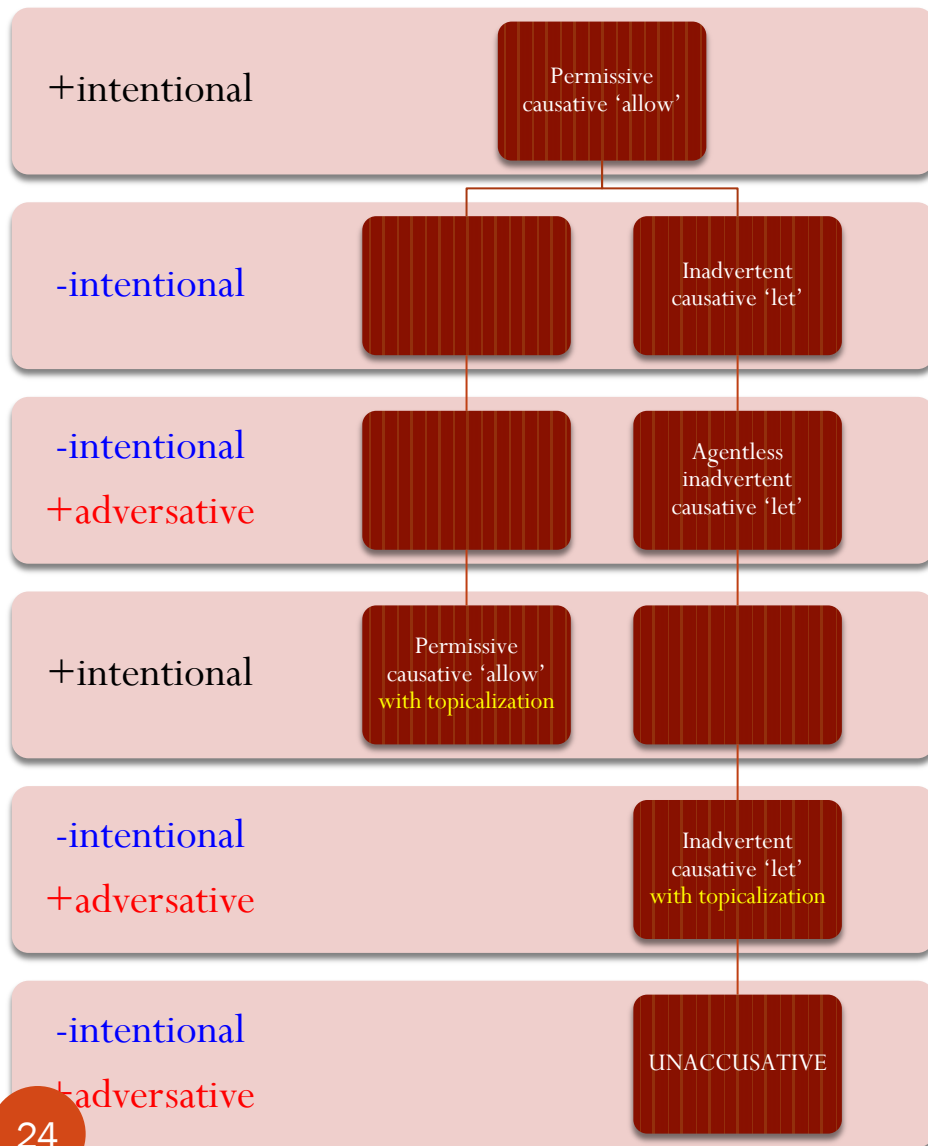 +intentional
Permissive
causative ‘allow’
-intentional
Inadvertent
causative ‘let’
-intentional
+adversative
Agentless
inadvertent
causative ‘let’
+intentional
Permissive
causative ‘allow’
with topicalization
-intentional
+adversative
Inadvertent
causative ‘let’
with topicalization
-intentional
+adversative
UNACCUSATIVE
24